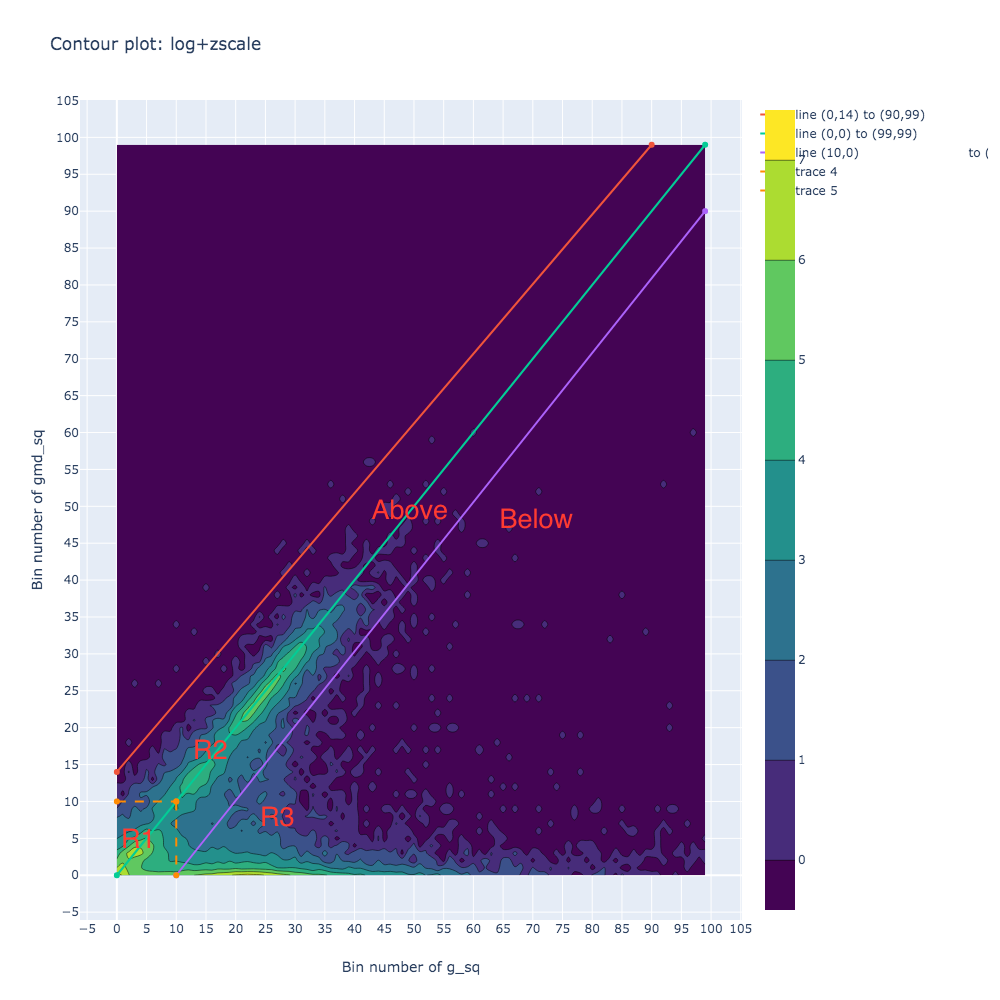 Contour plot: log+zscale
105
100
95
90
85
80
75
70
65
60
55
50
45
40
35
30
25
20
15
10
5
0
−5
Bin number of gmd_sq
Above
Below
R2
R3
R1
−5 0 5 10 15 20 25 30 35 40 45 50 55 60 65 70 75 80 85 90 95 100 105
Bin number of g_sq
line (0,14) to (90,99)
line (0,0) to (99,99)
line (10,0) to (
trace 4
trace 5
7
6
5
4
3
2
1
0